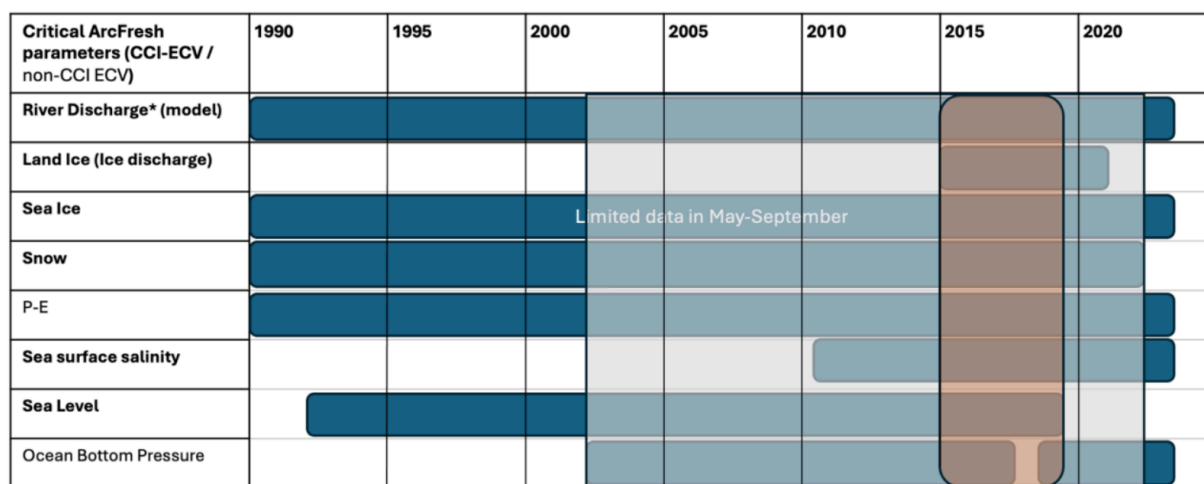 Critical ArcFresh
parameters (CCI-ECV /
non-CCI ECV)
1990
1995
2000
2005
2010
2015
2020
River Discharge* (model)
Land Ice (Ice discharge)
Sea Ice
Limited data in May-September
Snow
P-E
Sea surface salinity
Sea Level
Ocean Bottom Pressure